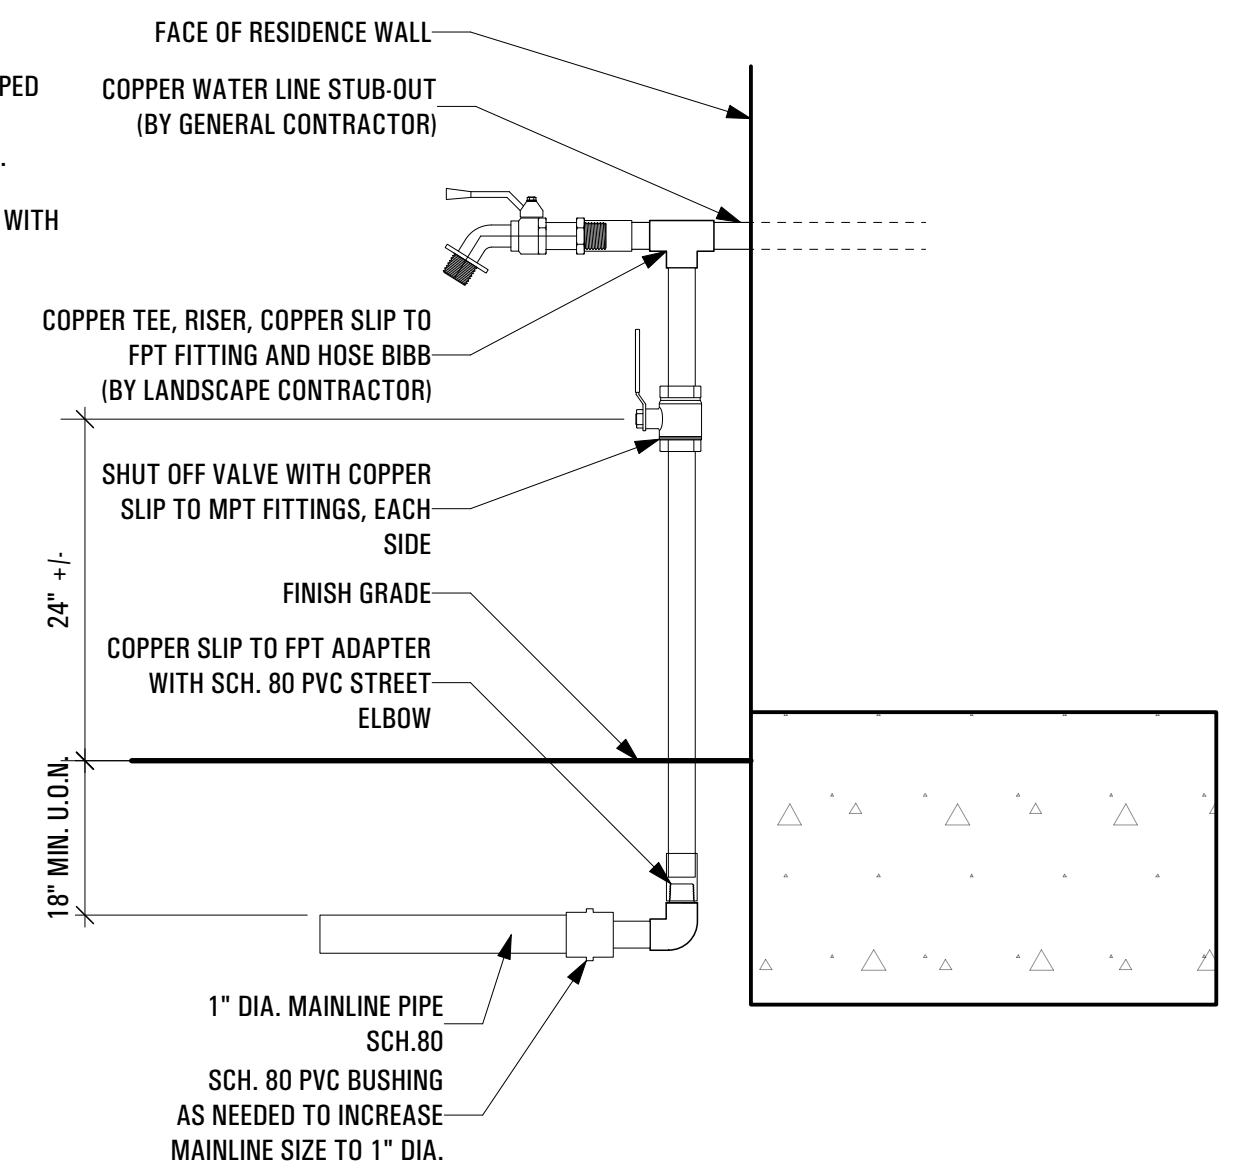 FACE OF RESIDENCE WALL
PED
COPPER WATER LINE STUB-OUT
(BY GENERAL CONTRACTOR)
.
WITH
COPPER TEE, RISER, COPPER SLIP TO
FPT FITTING AND HOSE BIBB
(BY LANDSCAPE CONTRACTOR)
SHUT OFF VALVE WITH COPPER
SLIP TO MPT FITTINGS, EACH
SIDE
24" +/-
FINISH GRADE
COPPER SLIP TO FPT ADAPTER
WITH SCH. 80 PVC STREET
ELBOW
18" MIN. U.O.N.
1" DIA. MAINLINE PIPE
SCH.80
SCH. 80 PVC BUSHING
AS NEEDED TO INCREASE
MAINLINE SIZE TO 1" DIA.